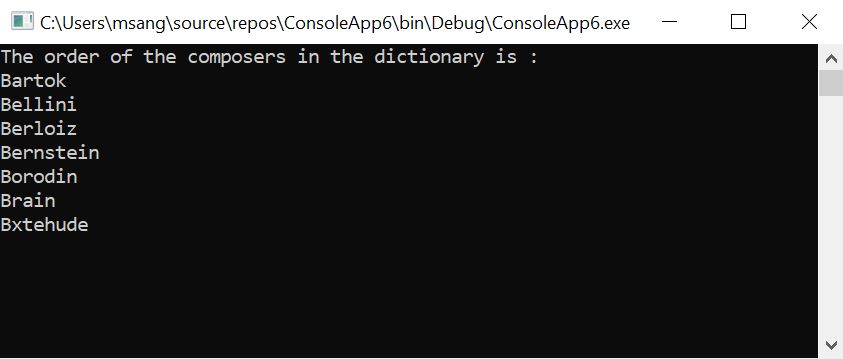 C:\Users\msang\source\repos\ConsoleApp6\bin\Debug\ConsoleApp6.exe
The order of the composers in the dictionary is :
Bartok
Bellini
Berloiz
Bernstein
Borodin
Brain
Bxtehude